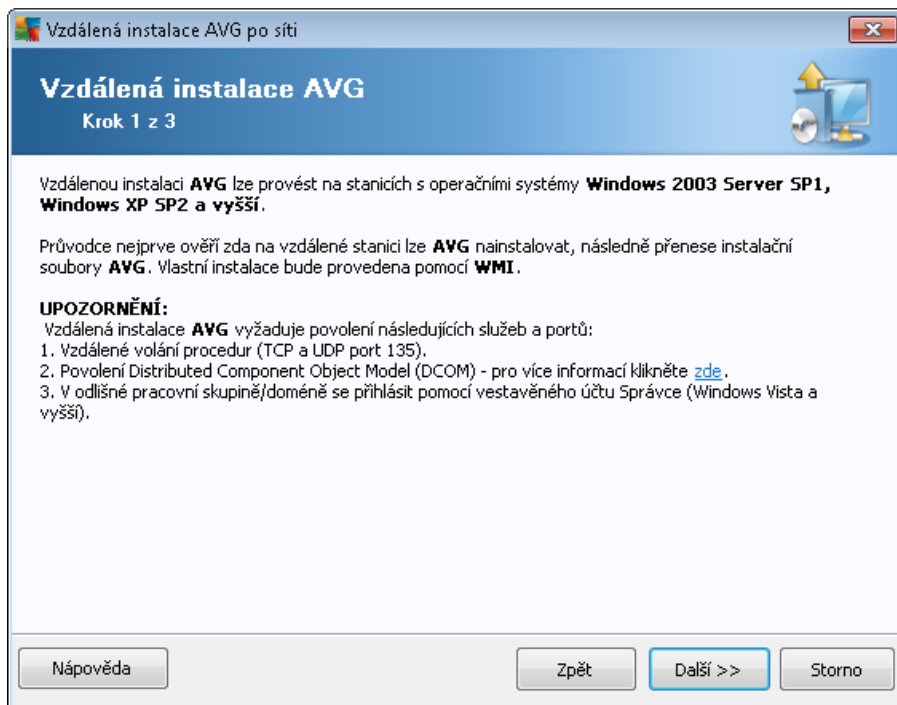 Vzdálená instalace AVG po síti
Vzdálená instalace AVG
Krok 1 z 3
Vzdálenou instalaci AVG lze provést na stanicích s operačními systémy Windows 2003 Server SP1,
Windows XP SP2 a vyšší.
Průvodce nejprve ověří zda na vzdálené stanici lze AVG nainstalovat, následně přenese instalační
soubory AVG. Vlastní instalace bude provedena pomocí WMI.
UPOZORNĚNÍ:
Vzdálená instalace AVG vyžaduje povolení následujících služeb a portů:
1. Vzdálené volání procedur (TCP a UDP port 135).
2. Povolení Distributed Component Object Model (DCOM) - pro více informací klikněte zde.
3. V odlišné pracovní skupině/doméně se přihlásit pomocí vestavěného účtu Správce (Windows Vista a
vyšší).
Nápověda
Zpět
Další >>
Storno